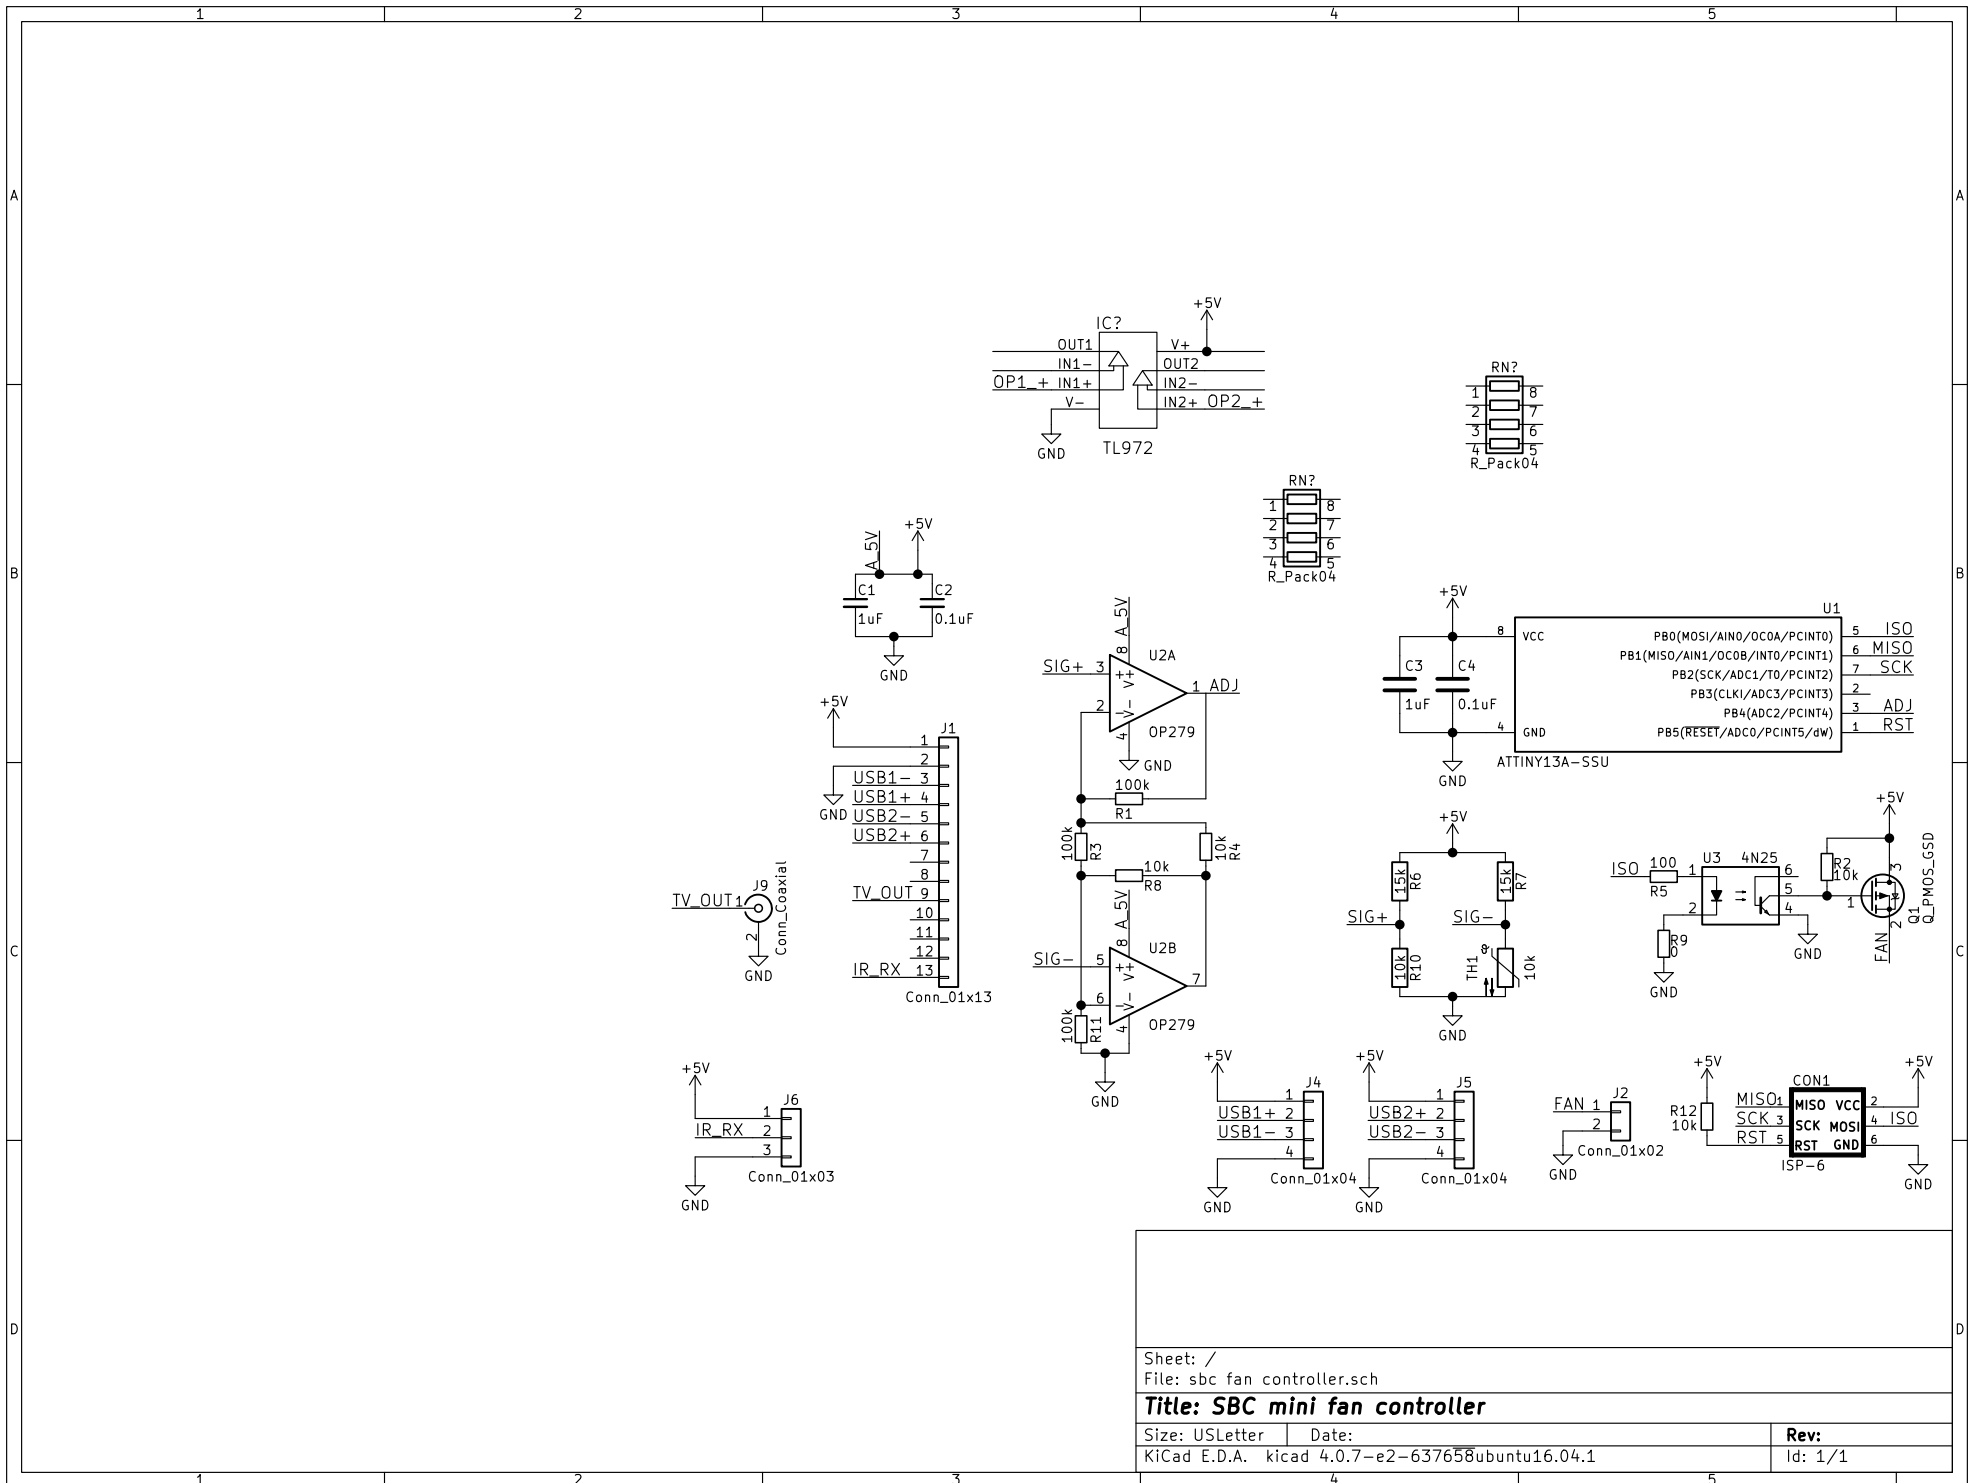 1 2 3 4 5
A A
+5V
IC?
OUT1 V+
IN1- OUT2
OP1_+ IN1+ IN2-
V- IN2+ OP2_+
GND
TL972
RN?
1 8
2 7
3 6
4 5
R_Pack04
RN?
1 8
2 7
3 6
4 5
R_Pack04
B B
A_5V +5V
C1 C2
1uF 0.1uF
GND
A_5V
8
U2A
SIG+ 3 ++ V+
1 ADJ
2 - V-
4 OP279
GND
100k
R1
100k R3
10k R4
10k
R8
A_5V
8
U2B
SIG- 5 ++ V+
7
6 - V-
4 OP279
100k R11
GND
+5V
C3 C4
1uF 0.1uF
GND
U1
8 VCC PB0(MOSI/AIN0/OC0A/PCINT0) 5 ISO
PB1(MISO/AIN1/OC0B/INT0/PCINT1) 6 MISO
PB2(SCK/ADC1/T0/PCINT2) 7 SCK
PB3(CLKI/ADC3/PCINT3) 2
PB4(ADC2/PCINT4) 3 ADJ
4 GND PB5(RESET/ADC0/PCINT5/dW) 1 RST
ATTINY13A-SSU
+5V
J1
1
2
GND
USB1- 3
USB1+ 4
USB2- 5
USB2+ 6
7
8
TV_OUT 9
10
11
12
IR_RX 13
Conn_01x13
C C
TV_OUT 1
J9
Conn_Coaxial
2
GND
+5V
15k R6
15k R7
SIG+ SIG-
10k R10
TH1 ϑ 10k
GND
ISO 100
R5
U3 4N25
1 6
5
2 4
R9
0
GND
GND
+5V
R2
10k
3
1
2
Q1
Q_PMOS_GSD
FAN
+5V
J6
1
IR_RX 2
3
Conn_01x03
GND
+5V
J4
1
USB1+ 2
USB1- 3
4
Conn_01x04
GND
+5V
J5
1
USB2+ 2
USB2- 3
4
Conn_01x04
GND
J2
FAN 1
2
Conn_01x02
GND
+5V
R12
10k
+5V
CON1
MISO 1 MISO VCC 2
SCK 3 SCK MOSI 4 ISO
RST 5 RST GND 6
ISP-6
GND
D D
Sheet: /
File: sbc fan controller.sch
Title: SBC mini fan controller
Size: USLetter Date: Rev:
KiCad E.D.A. kicad 4.0.7-e2-637658ubuntu16.04.1 Id: 1/1
1 2 3 4 5